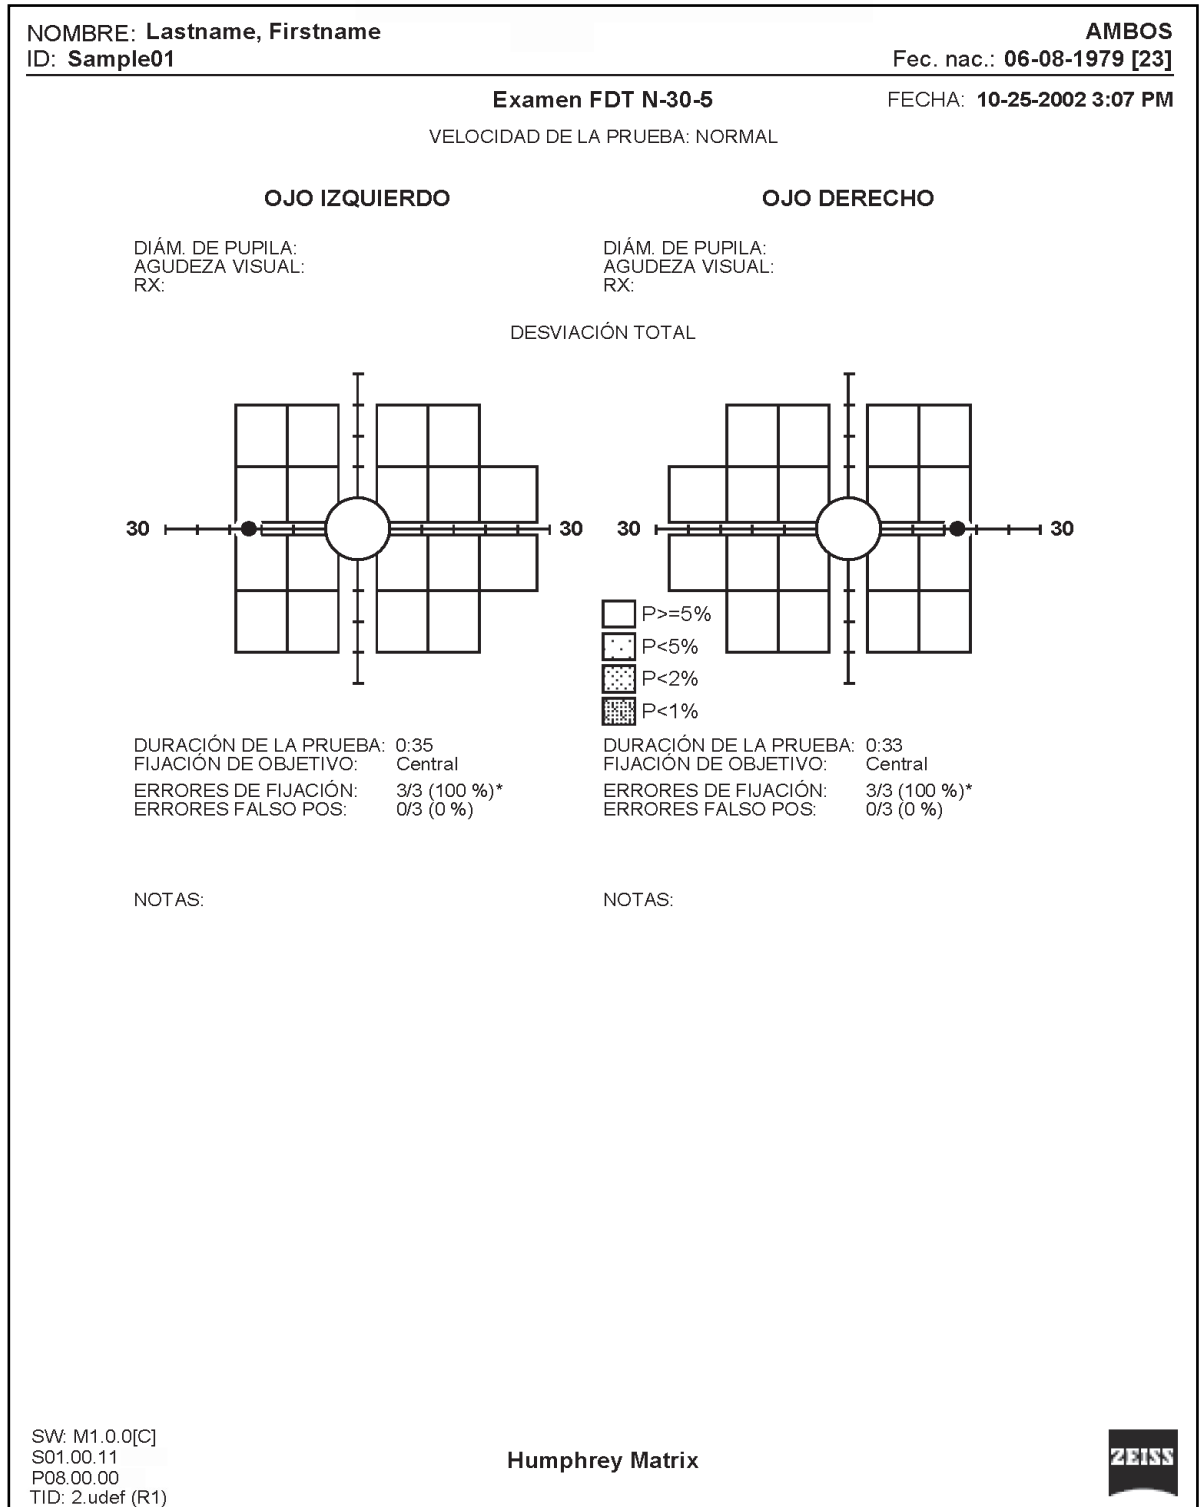 NOMBRE: Lastname, Firstname
AMBOS
ID: Sample01
Fec. nac.: 06-08-1979 [23]
Examen FDT N-30-5
FECHA: 10-25-2002 3:07 PM
VELOCIDAD DE LA PRUEBA: NORMAL
OJO IZQUIERDO
OJO DERECHO
DIÁM. DE PUPILA:
AGUDEZA VISUAL:
RX:
DIÁM. DE PUPILA:
AGUDEZA VISUAL:
RX:
DESVIACIÓN TOTAL
30
30
30
30
P>=5%
P<5%
P<2%
P<1%
DURACIÓN DE LA PRUEBA: 0:35
FIJACIÓN DE OBJETIVO: Central
ERRORES DE FIJACIÓN: 3/3 (100 %)*
ERRORES FALSO POS: 0/3 (0 %)
DURACIÓN DE LA PRUEBA: 0:33
FIJACIÓN DE OBJETIVO: Central
ERRORES DE FIJACIÓN: 3/3 (100 %)*
ERRORES FALSO POS: 0/3 (0 %)
NOTAS:
NOTAS:
SW: M1.0.0[C]
S01.00.11
P08.00.00
TID: 2.udef (R1)
Humphrey Matrix
ZEISS